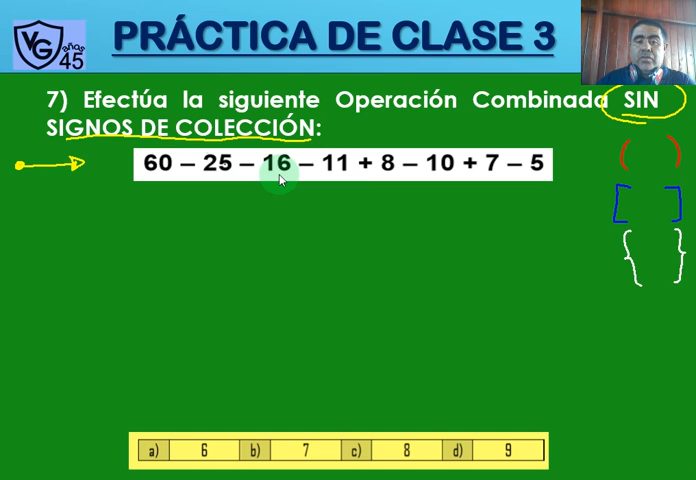 VG
años
45
PRÁCTICA DE CLASE 3
7) Efectúa la siguiente Operación Combinada SIN
SIGNOS DE COLECCIÓN:
60 – 25 – 16 – 11 + 8 – 10 + 7 – 5
( )
[ ]
{ }
a) 6 b) 7 c) 8 d) 9